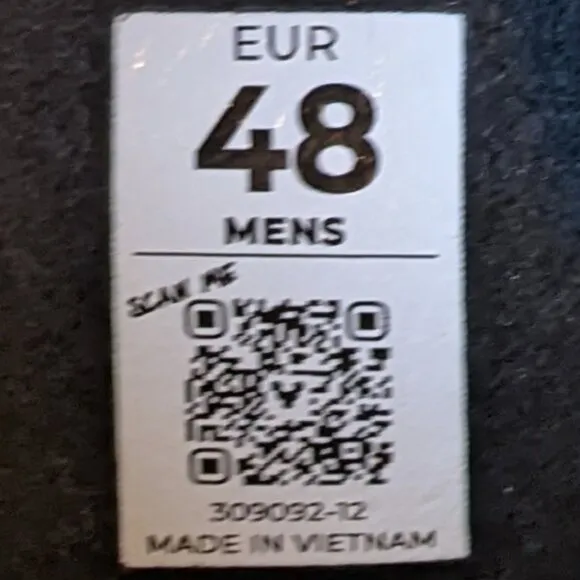 EUR
48
MENS
SCAN ME
309092-12
MADE IN VIETNAM